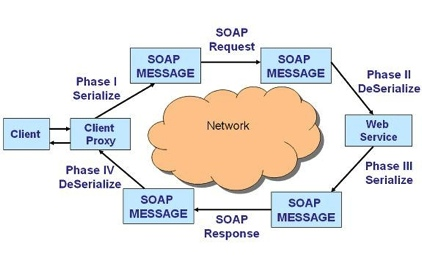 SOAP
Request
SOAP
MESSAGE
SOAP
MESSAGE
Phase I
Serialize
Phase II
DeSerialize
Network
Client
Client
Proxy
Web
Service
Phase IV
DeSerialize
Phase III
Serialize
SOAP
MESSAGE
SOAP
Response
SOAP
MESSAGE